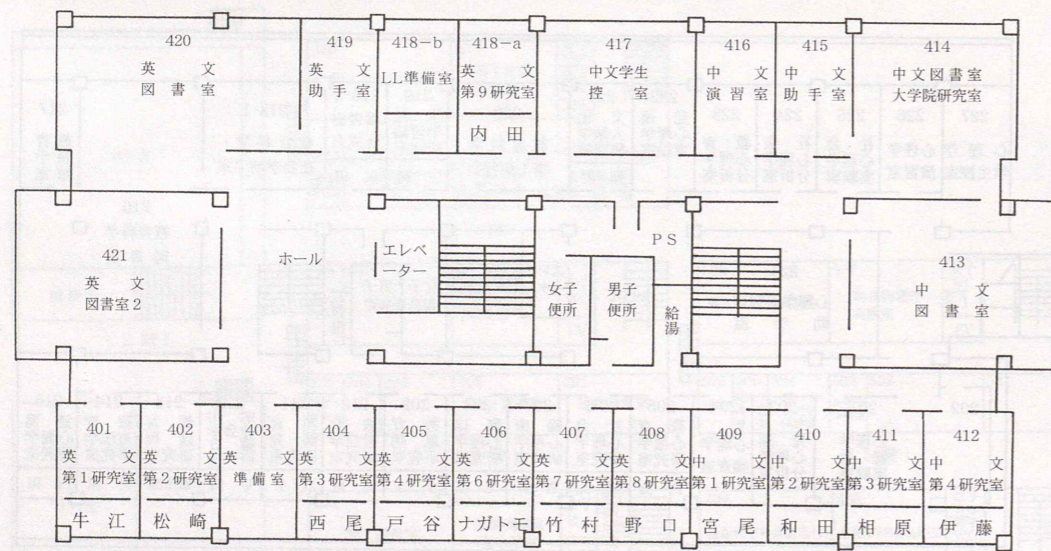 420
英文
図書室
419
英文
助手室
418-b
LL準備室
418-a
英文
第9研究室
内田
417
中文学生
控室
416
中文
演習室
415
中文
助手室
414
中文図書室
大学院研究室
421
英文
図書室2
ホール
エレベ
ーター
女子
便所
男子
便所
PS
給湯
413
中文
図書室
401
英文
第1研究室
牛江
402
英文
第2研究室
松崎
403
英文
準備室
404
英文
第3研究室
西尾
405
英文
第4研究室
戸谷
406
英文
第6研究室
ナガトモ
407
英文
第7研究室
竹村
408
英文
第8研究室
野口
409
中文
第1研究室
宮尾
410
中文
第2研究室
和田
411
中文
第3研究室
相原
412
中文
第4研究室
伊藤